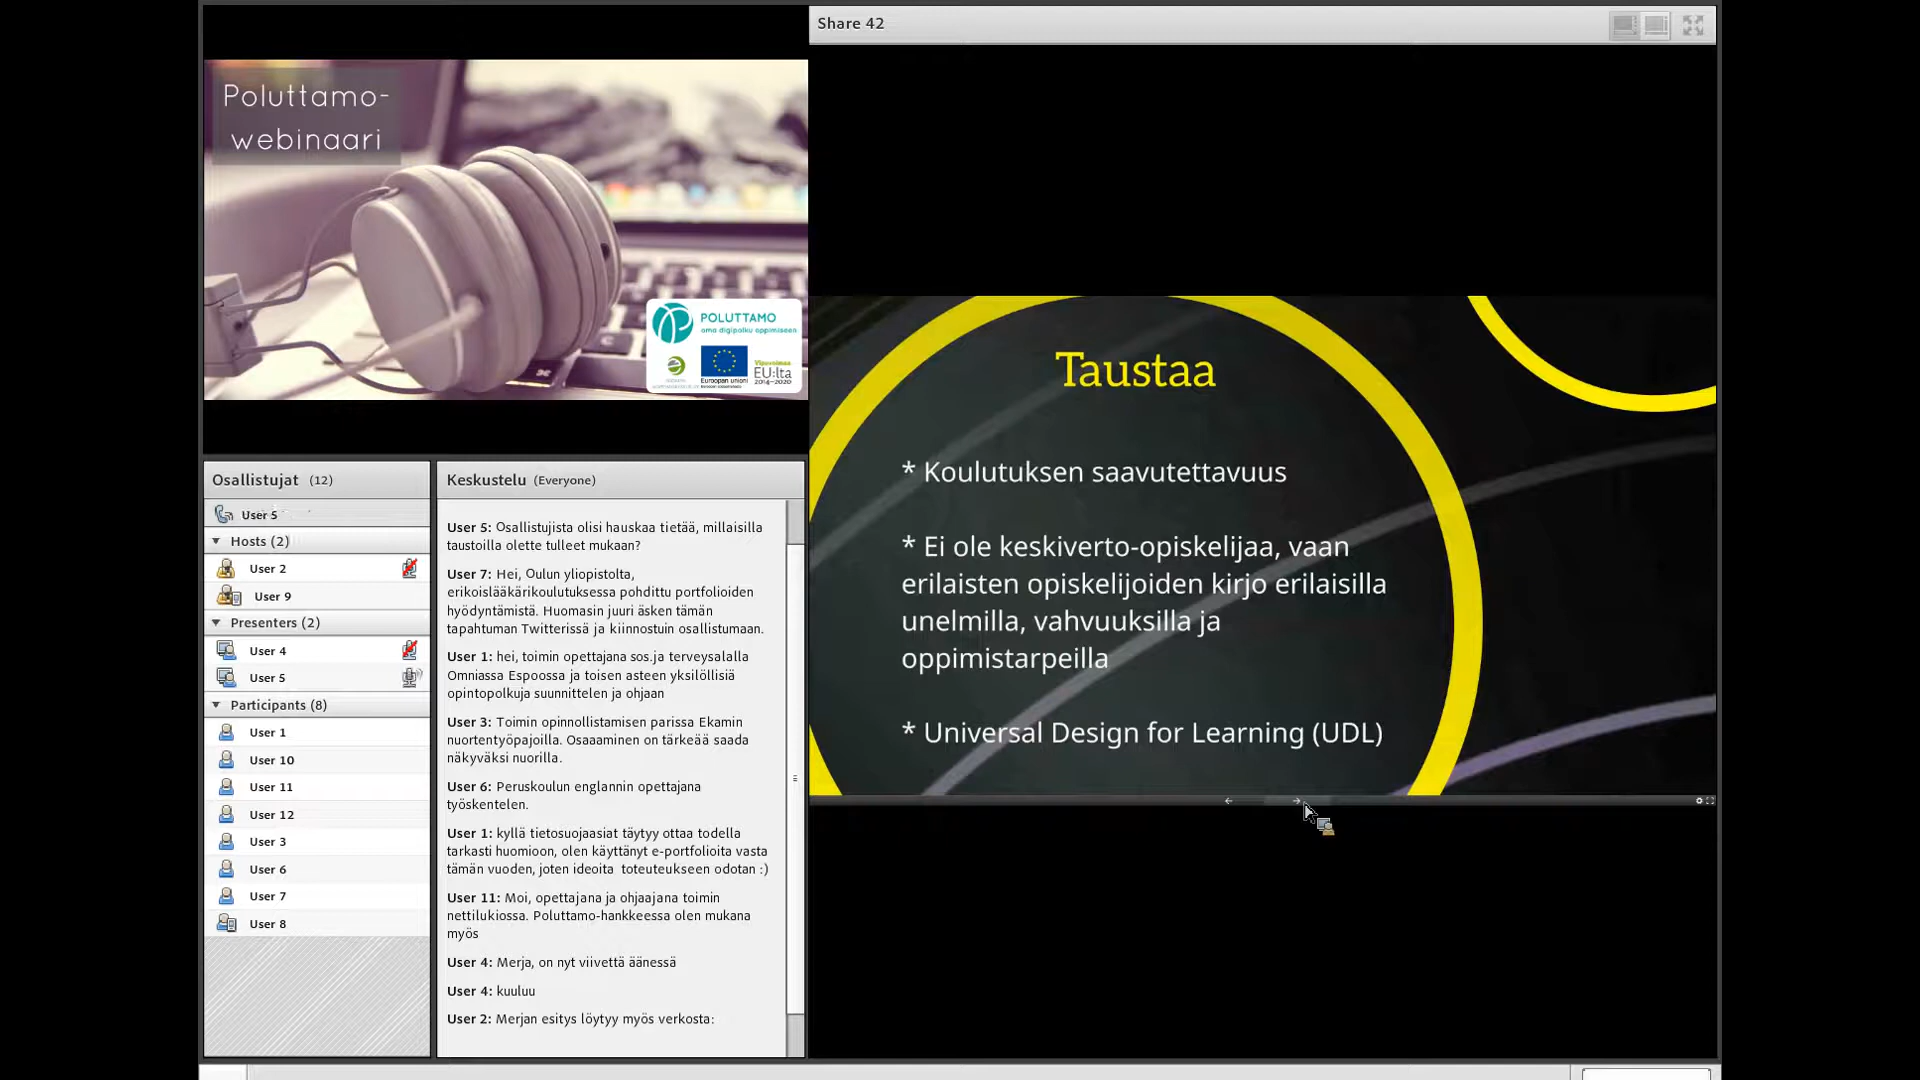 Share 42
Poluttamo-
webinaari
POLUTTAMO
oma digipolku oppimiseen
Euroopan unioni
Vipuvoimaa
EU:lta
2014–2020
Taustaa
* Koulutuksen saavutettavuus
* Ei ole keskiverto-opiskelijaa, vaan
erilaisten opiskelijoiden kirjo erilaisilla
unelmilla, vahvuuksilla ja
oppimistarpeilla
* Universal Design for Learning (UDL)
Osallistujat (12)
User 5
Hosts (2)
User 2
User 9
Presenters (2)
User 4
User 5
Participants (8)
User 1
User 10
User 11
User 12
User 3
User 6
User 7
User 8
Keskustelu (Everyone)
User 5: Osallistujista olisi hauskaa tietää, millaisilla
taustoilla olette tulleet mukaan?
User 7: Hei, Oulun yliopistolta,
erikoislääkärikoulutuksessa pohdittu portfolioiden
hyödyntämistä. Huomasin juuri äsken tämän
tapahtuman Twitterissä ja kiinnostuin osallistumaan.
User 1: hei, toimin opettajana sos.ja terveysalalla
Omniassa Espoossa ja toisen asteen yksilöllisiä
opintopolkuja suunnittelen ja ohjaan
User 3: Toimin opinnollistamisen parissa Ekamin
nuortentyöpajoilla. Osaaaminen on tärkeää saada
näkyväksi nuorilla.
User 6: Peruskoulun englannin opettajana
työskentelen.
User 1: kyllä tietosuojaasiat täytyy ottaa todella
tarkasti huomioon, olen käyttänyt e-portfolioita vasta
tämän vuoden, joten ideoita toteuteukseen odotan :)
User 11: Moi, opettajana ja ohjaajana toimin
nettilukiossa. Poluttamo-hankkeessa olen mukana
myös
User 4: Merja, on nyt viivettä äänessä
User 4: kuuluu
User 2: Merjan esitys löytyy myös verkosta: